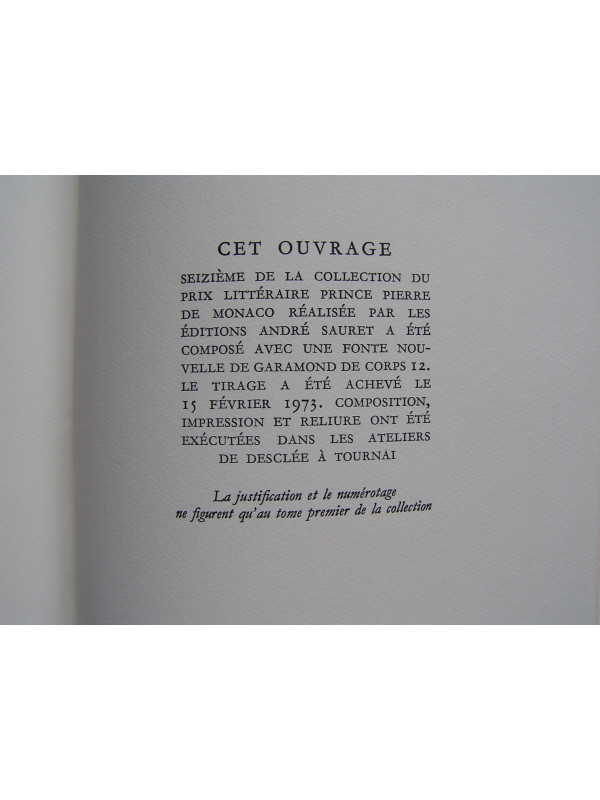 CET OUVRAGE
SEIZIÈME DE LA COLLECTION DU
PRIX LITTÉRAIRE PRINCE PIERRE
DE MONACO RÉALISÉE PAR LES
ÉDITIONS ANDRÉ SAURET A ÉTÉ
COMPOSÉ AVEC UNE FONTE NOU-
VELLE DE GARAMOND DE CORPS 12.
LE TIRAGE A ÉTÉ ACHEVÉ LE
15 FÉVRIER 1973. COMPOSITION,
IMPRESSION ET RELIURE ONT ÉTÉ
EXÉCUTÉES DANS LES ATELIERS
DE DESCLÉE À TOURNAI
La justification et le numérotage
ne figurent qu'au tome premier de la collection